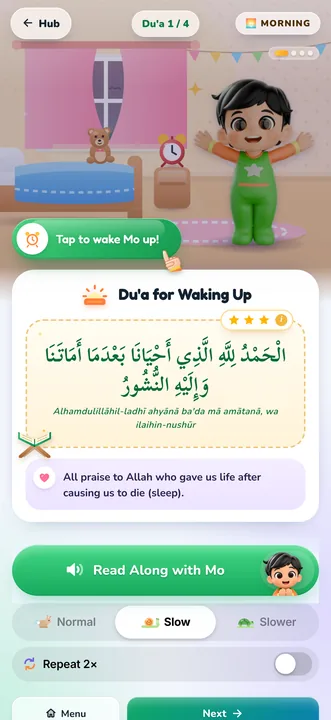 ← Hub
Du'a 1 / 4
MORNING
Tap to wake Mo up!
Du'a for Waking Up
الْحَمْدُ لِلَّهِ الَّذِي أَحْيَانَا بَعْدَمَا أَمَاتَنَا
وَإِلَيْهِ النُّشُورُ
Alhamdulillāhil-ladhī ahyānā ba'da mā amātanā, wa
ilaihin-nushūr
All praise to Allah who gave us life after
causing us to die (sleep).
Read Along with Mo
Normal
Slow
Slower
Repeat 2×
Menu
Next →